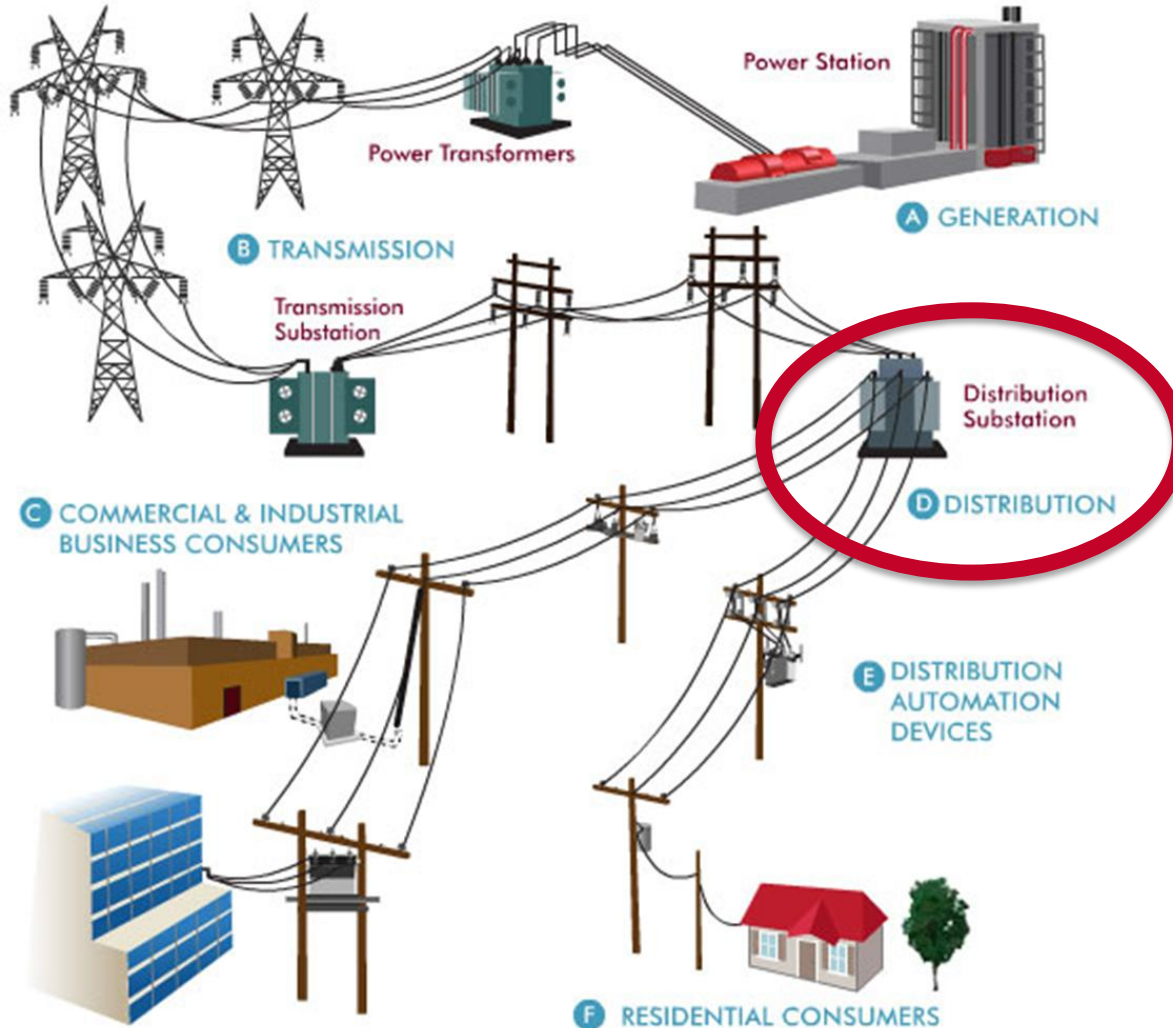 Power Station
Power Transformers
A GENERATION
B TRANSMISSION
Transmission
Substation
Distribution
Substation
C COMMERCIAL & INDUSTRIAL
BUSINESS CONSUMERS
D DISTRIBUTION
E DISTRIBUTION
AUTOMATION
DEVICES
F RESIDENTIAL CONSUMERS